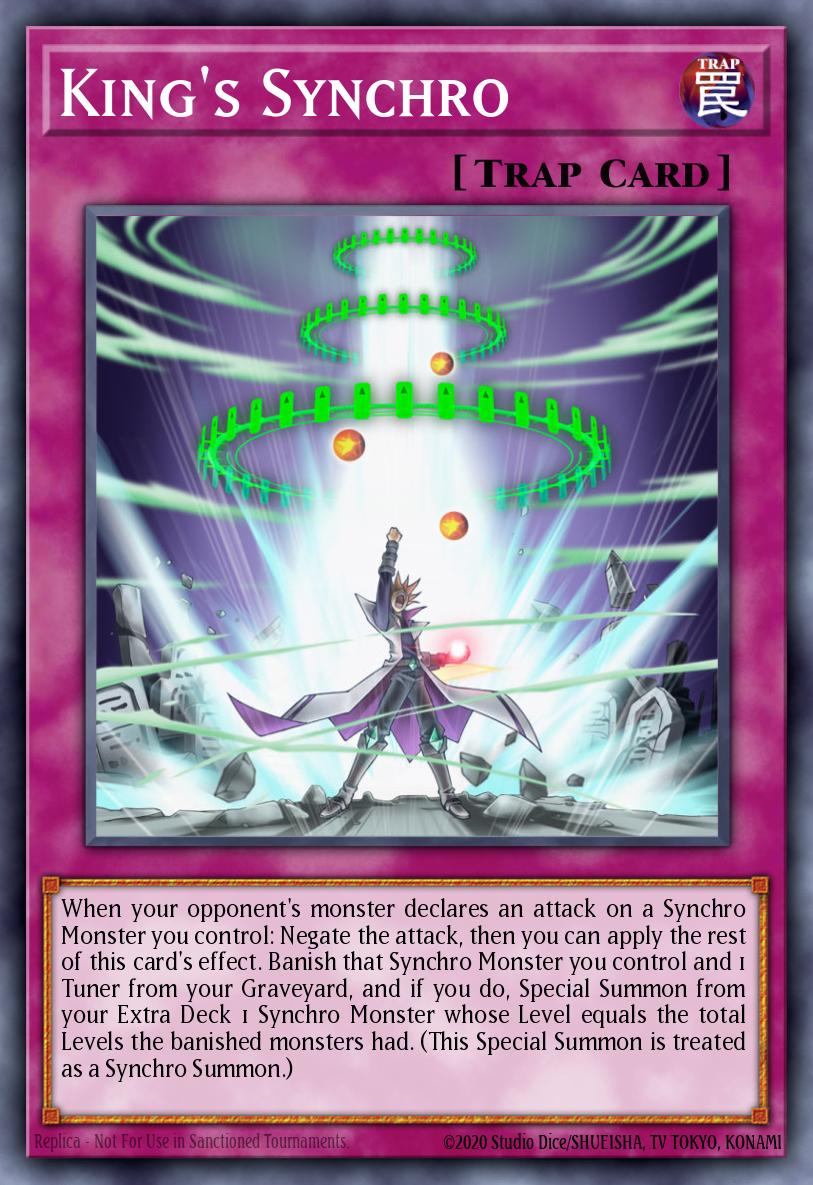 King's Synchro
TRAP
罠
[Trap Card]
When your opponent's monster declares an attack on a Synchro
Monster you control: Negate the attack, then you can apply the rest
of this card's effect. Banish that Synchro Monster you control and 1
Tuner from your Graveyard, and if you do, Special Summon from
your Extra Deck 1 Synchro Monster whose Level equals the total
Levels the banished monsters had. (This Special Summon is treated
as a Synchro Summon.)
Replica - Not For Use in Sanctioned Tournaments.
©2020 Studio Dice/SHUEISHA, TV TOKYO, KONAMI